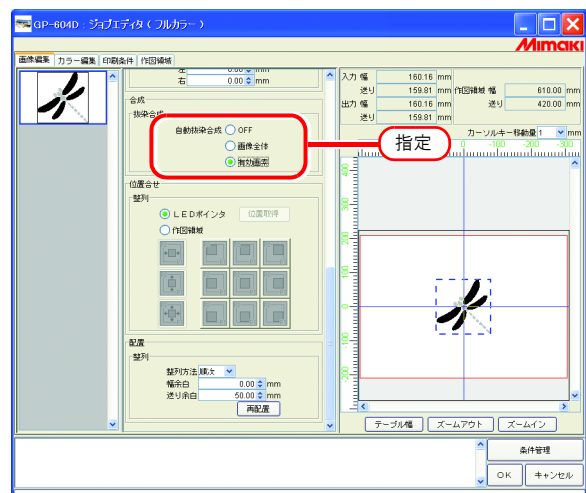 GP-604D：ジョブエディタ（フルカラー）
Mimaki
画像編集 カラー編集 印刷条件 作図領域
左 0.00 mm
右 0.00 mm
合成
抜染合成
自動抜染合成 OFF
画像全体
有効画素
指定
位置合せ
整列
LEDポインタ 位置取得
作図領域
配置
整列
整列方法 順次
幅余白 0.00 mm
送り余白 50.00 mm
再配置
入力 幅 160.16 mm
送り 159.81 mm 作図領域 幅 610.00 mm
出力 幅 160.16 mm 送り 420.00 mm
送り 159.81 mm
カーソルキー移動量 1 mm
0 -100 -200 -300
テーブル幅 ズームアウト ズームイン
条件管理
OK キャンセル